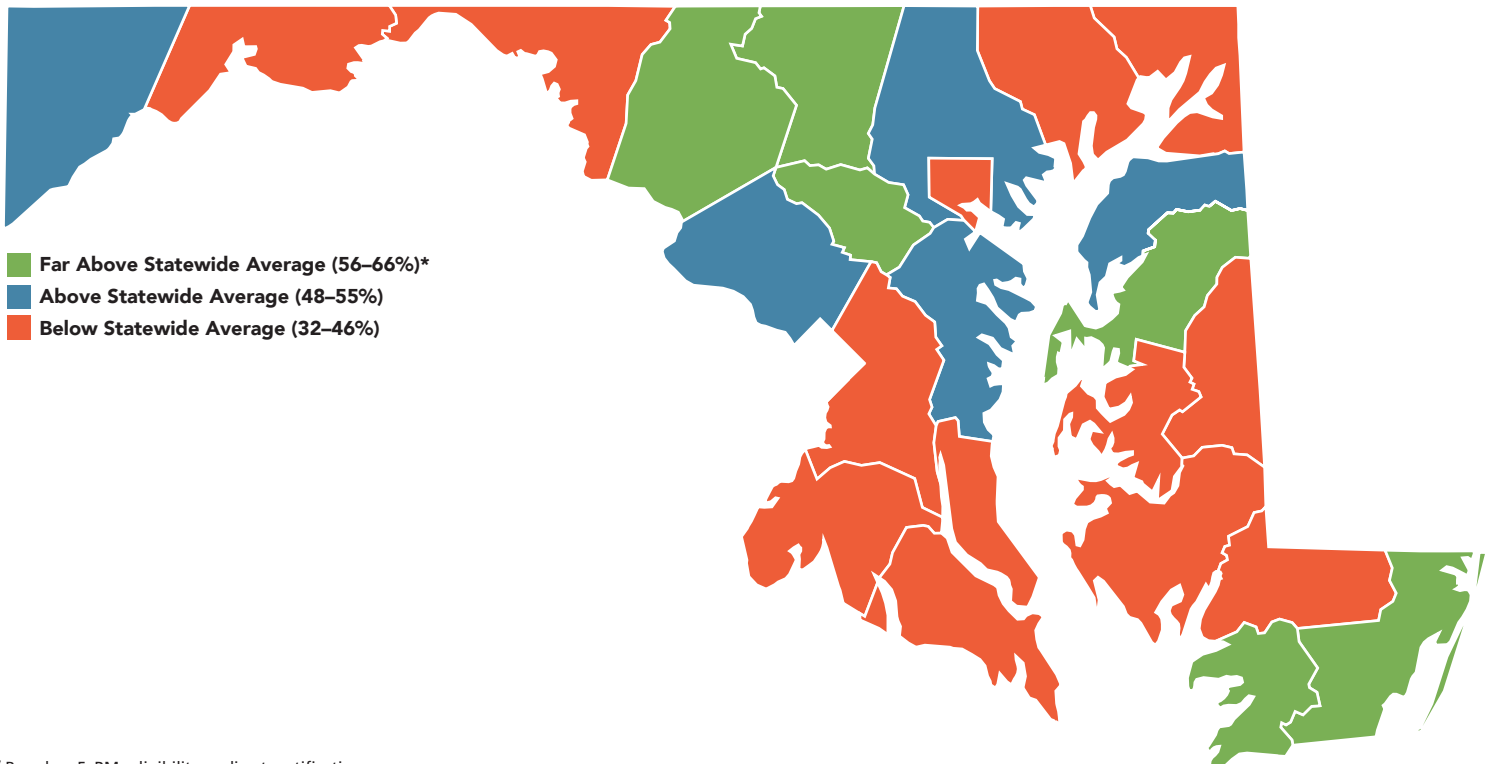 Far Above Statewide Average (56–66%)*
Above Statewide Average (48–55%)
Below Statewide Average (32–46%)